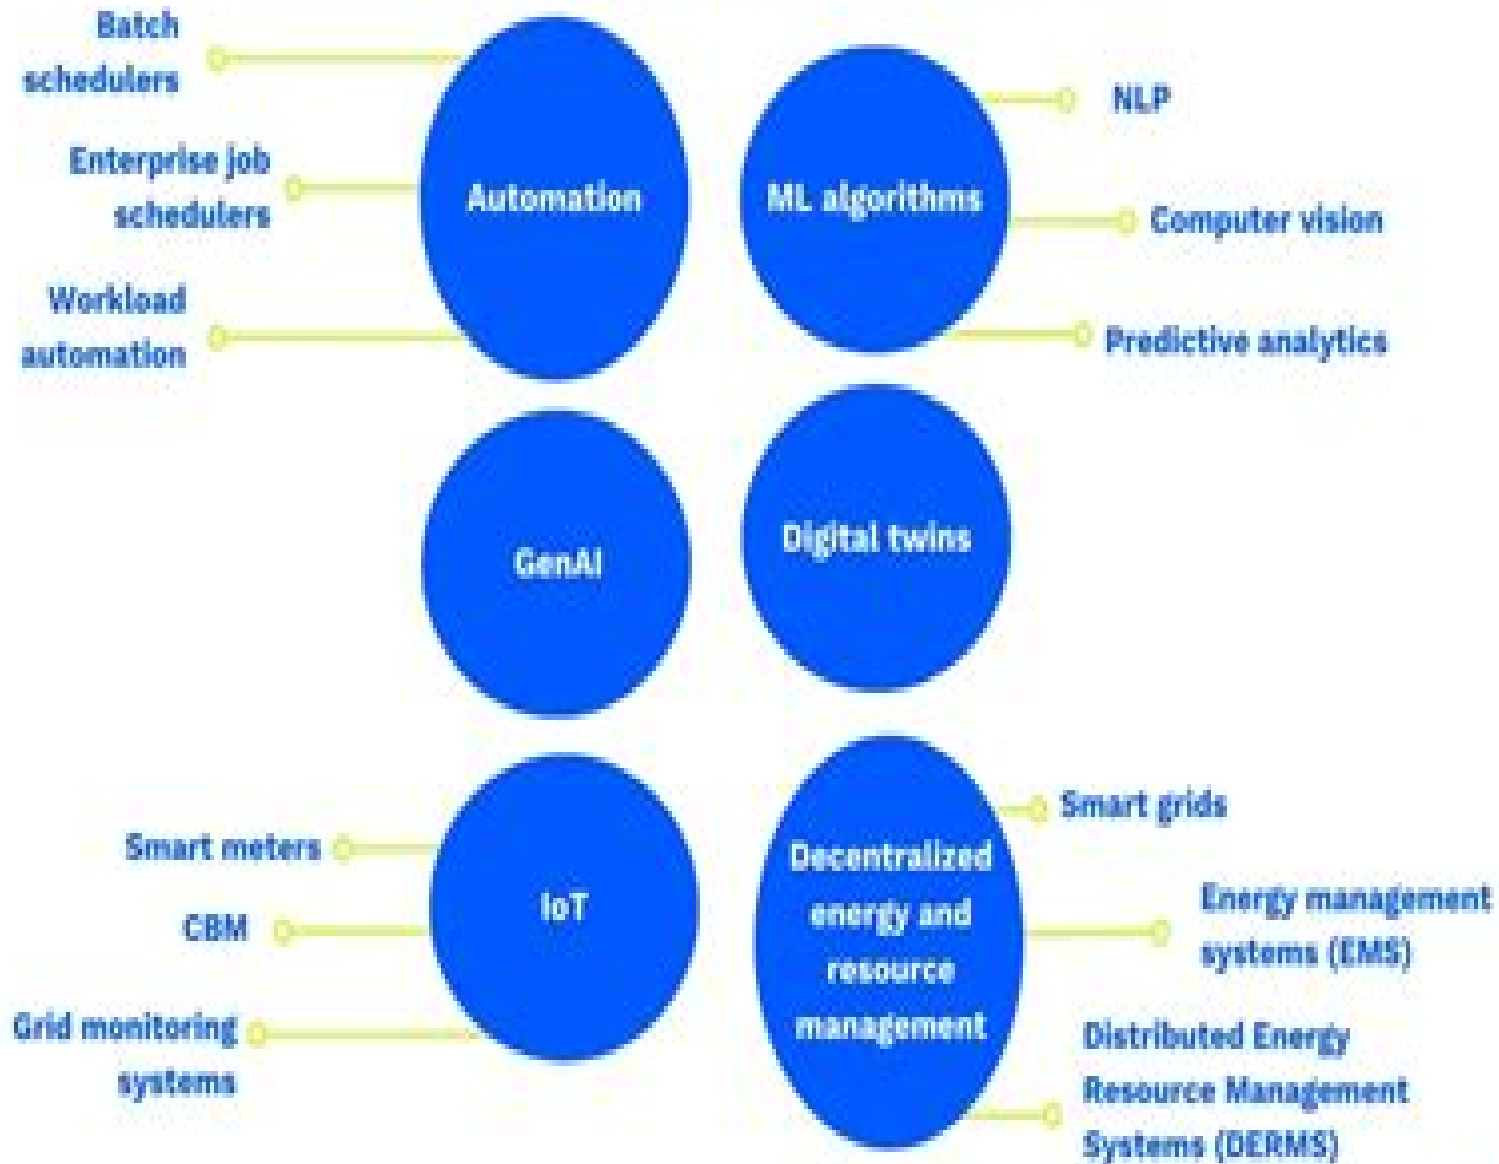 Batch
schedulers
Enterprise job
schedulers
Workload
automation
Automation
ML algorithms
NLP
Computer vision
Predictive analytics
GenAI
Digital twins
Smart meters
CBM
Grid monitoring
systems
IoT
Decentralized
energy and
resource
management
Smart grids
Energy management
systems (EMS)
Distributed Energy
Resource Management
Systems (DERMS)